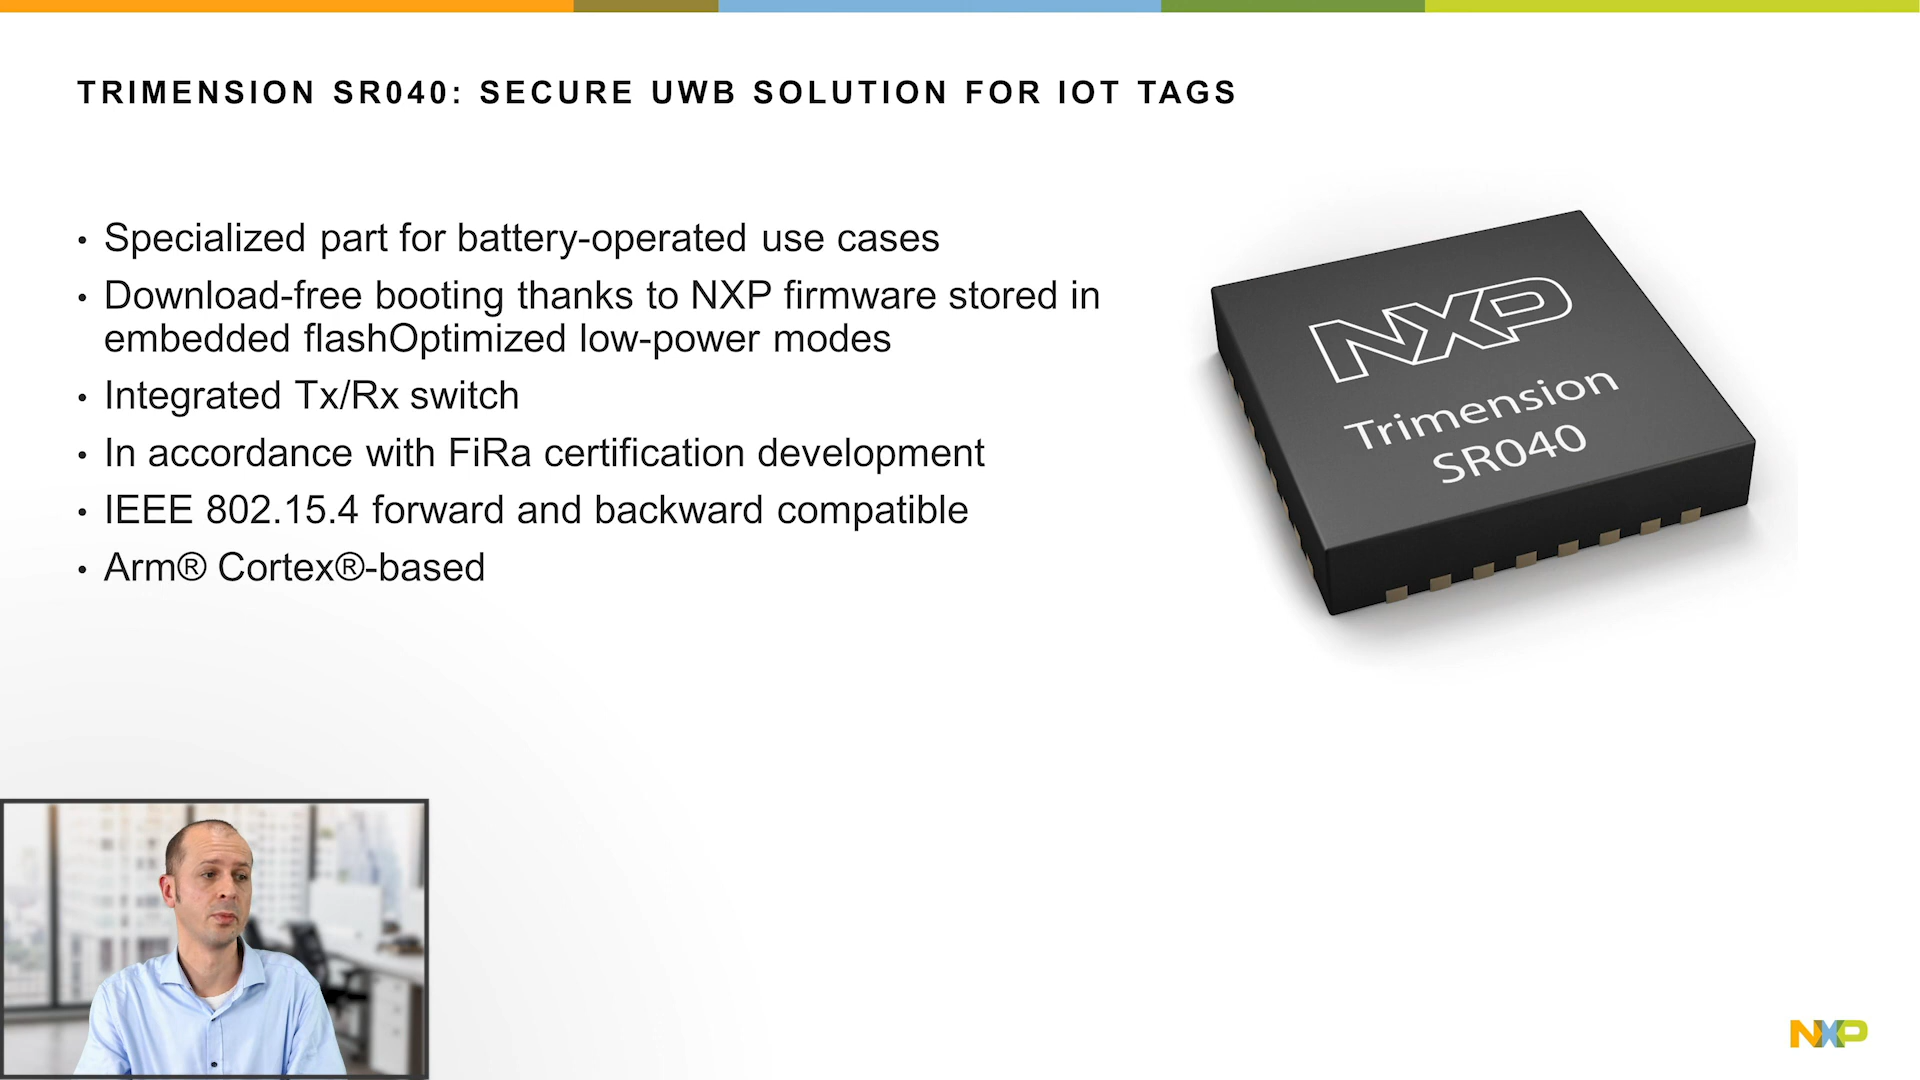 TRIMENSION SR040: SECURE UWB SOLUTION FOR IOT TAGS
• Specialized part for battery-operated use cases
• Download-free booting thanks to NXP firmware stored in
embedded flashOptimized low-power modes
• Integrated Tx/Rx switch
• In accordance with FiRa certification development
• IEEE 802.15.4 forward and backward compatible
• Arm® Cortex®-based
NXP
Trimension
SR040
NXP